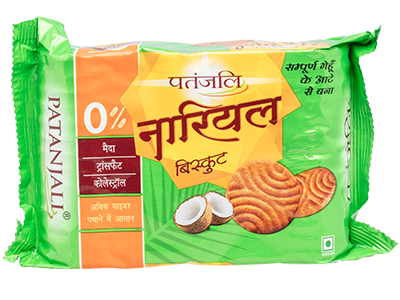 PATANJALI®
0%
मैदा
ट्रांसफैट
कोलेस्ट्रॉल
अधिक फाइबर
पचाने में आसान
पतंजलि
नारियल
बिस्कुट
सम्पूर्ण गेहूँ
के आटे
से बना